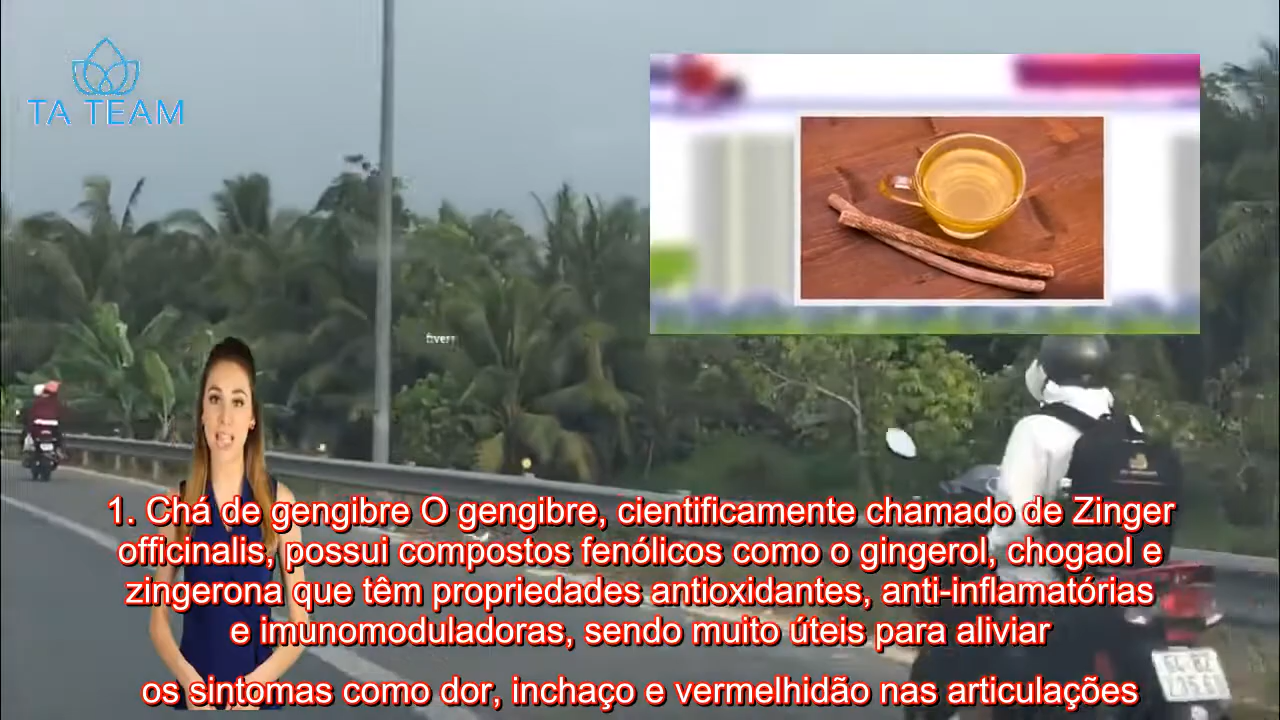 TA TEAM
fiverr
1. Chá de gengibre O gengibre, cientificamente chamado de Zinger
officinalis, possui compostos fenólicos como o gingerol, chogaol e
zingerona que têm propriedades antioxidantes, anti-inflamatórias
e imunomoduladoras, sendo muito úteis para aliviar
os sintomas como dor, inchaço e vermelhidão nas articulações